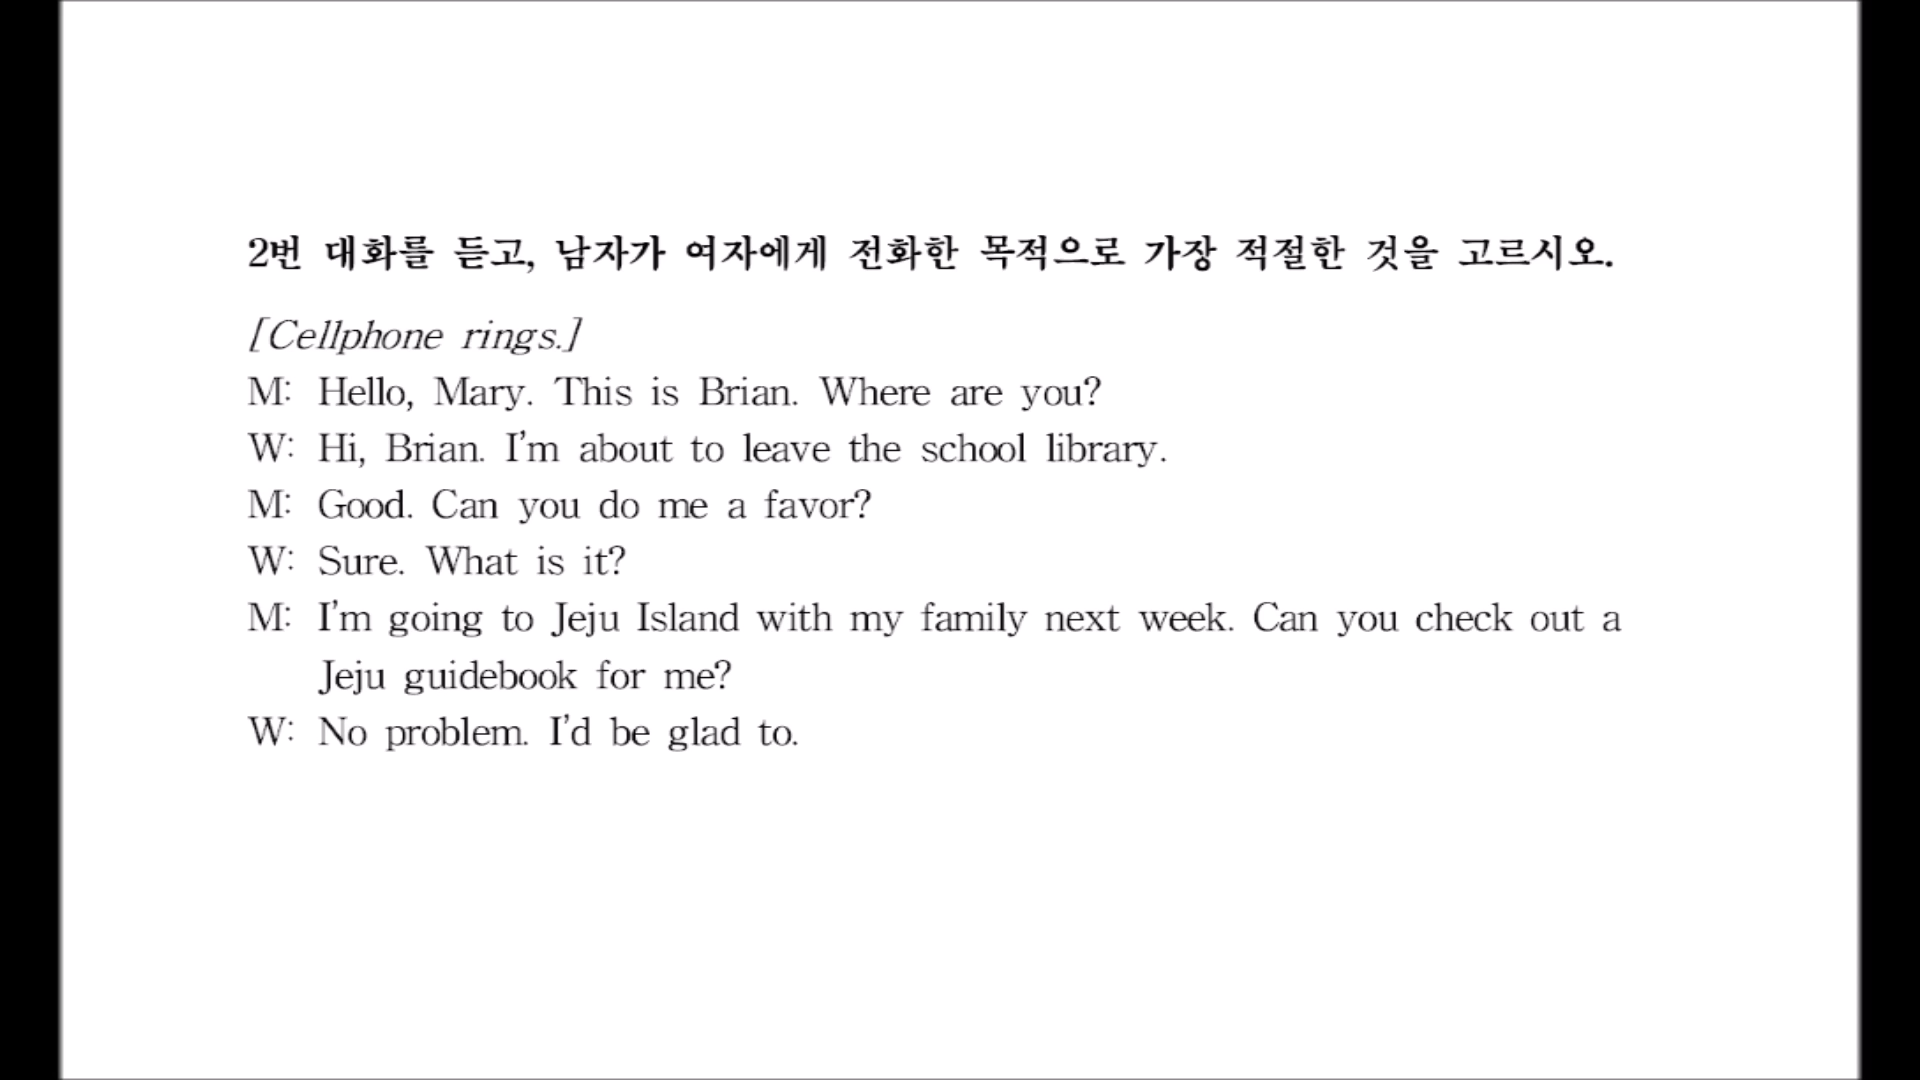 2번 대화를 듣고, 남자가 여자에게 전화한 목적으로 가장 적절한 것을 고르시오.
[Cellphone rings.]
M: Hello, Mary. This is Brian. Where are you?
W: Hi, Brian. I’m about to leave the school library.
M: Good. Can you do me a favor?
W: Sure. What is it?
M: I’m going to Jeju Island with my family next week. Can you check out a
Jeju guidebook for me?
W: No problem. I’d be glad to.